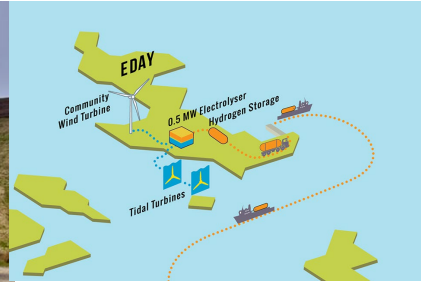 EDAY
Community
Wind Turbine
0.5 MW Electrolyser
Hydrogen Storage
Tidal Turbines